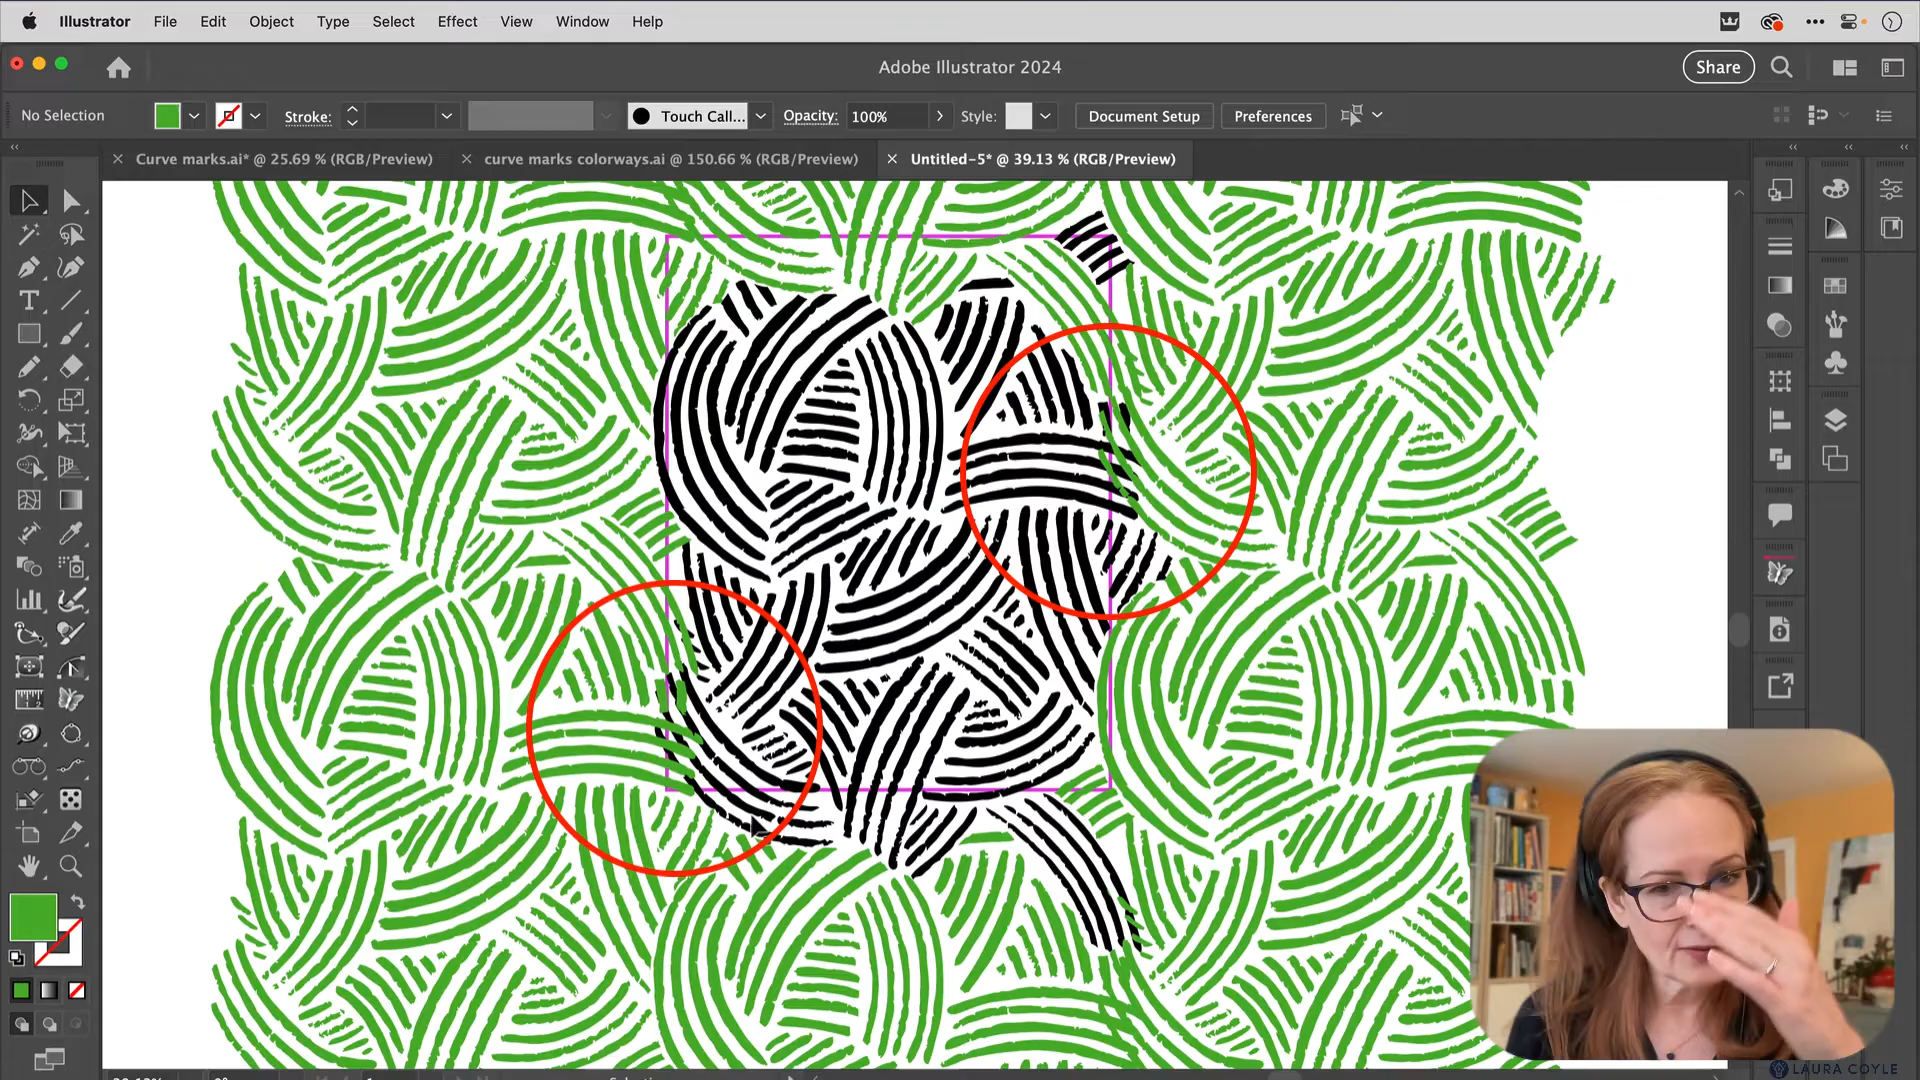 Illustrator File Edit Object Type Select Effect View Window Help
Adobe Illustrator 2024
Share
No Selection
Stroke:
Touch Call...
Opacity:
100%
Style:
Document Setup
Preferences
Curve marks.ai* @ 25.69 % (RGB/Preview)
curve marks colorways.ai @ 150.66 % (RGB/Preview)
Untitled-5* @ 39.13 % (RGB/Preview)
LAURA COYLE